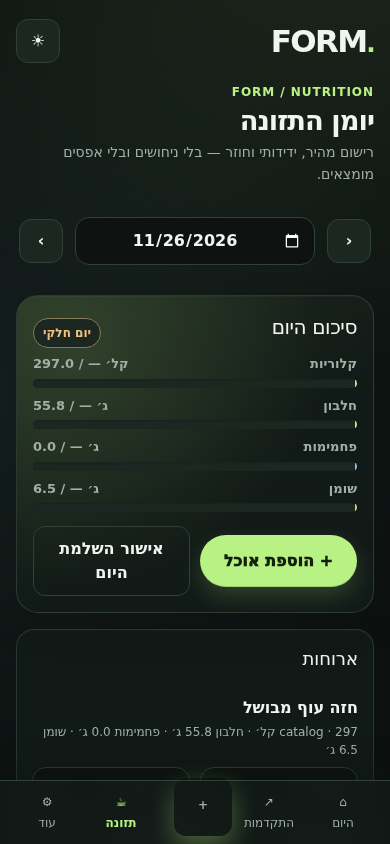 FORM.
☀
FORM / NUTRITION
יומן התזונה
רישום מהיר, ידידותי וחוזר — בלי ניחושים ובלי אפסים
מומצאים.
‹ 11/26/2026 ›
סיכום היום
יום חלקי
קלוריות
297.0 / — קל׳
חלבון
55.8 / — ג׳
פחמימות
0.0 / — ג׳
שומן
6.5 / — ג׳
+ הוספת אוכל
אישור השלמת
היום
ארוחות
חזה עוף מבושל
catalog · 297 קל׳ · חלבון 55.8 ג׳ · פחמימות 0.0 ג׳ · שומן
6.5 ג׳
היום
התקדמות
+
תזונה
עוד